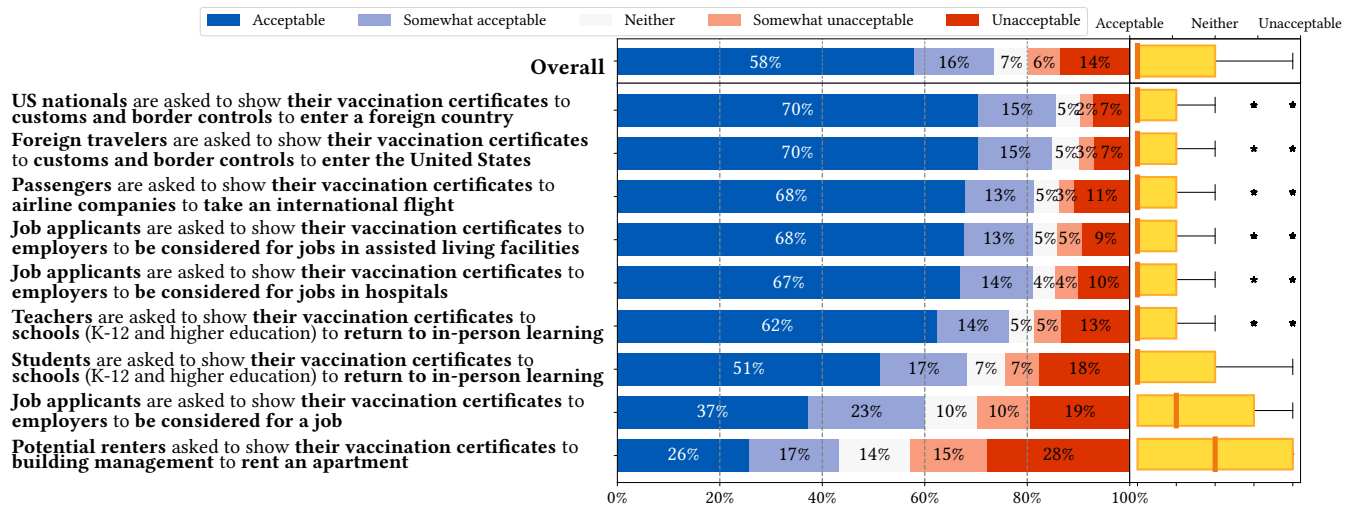 Acceptable Somewhat acceptable Neither Somewhat unacceptable Unacceptable
Acceptable Neither Unacceptable
Overall
58% 16% 7% 6% 14%
US nationals are asked to show their vaccination certificates to
customs and border controls to enter a foreign country
70% 15% 5% 2% 7%
Foreign travelers are asked to show their vaccination certificates
to customs and border controls to enter the United States
70% 15% 5% 3% 7%
Passengers are asked to show their vaccination certificates to
airline companies to take an international flight
68% 13% 5% 3% 11%
Job applicants are asked to show their vaccination certificates to
employers to be considered for jobs in assisted living facilities
68% 13% 5% 5% 9%
Job applicants are asked to show their vaccination certificates to
employers to be considered for jobs in hospitals
67% 14% 4% 4% 10%
Teachers are asked to show their vaccination certificates to
schools (K-12 and higher education) to return to in-person learning
62% 14% 5% 5% 13%
Students are asked to show their vaccination certificates to
schools (K-12 and higher education) to return to in-person learning
51% 17% 7% 7% 18%
Job applicants are asked to show their vaccination certificates to
employers to be considered for a job
37% 23% 10% 10% 19%
Potential renters asked to show their vaccination certificates to
building management to rent an apartment
26% 17% 14% 15% 28%
0% 20% 40% 60% 80% 100%